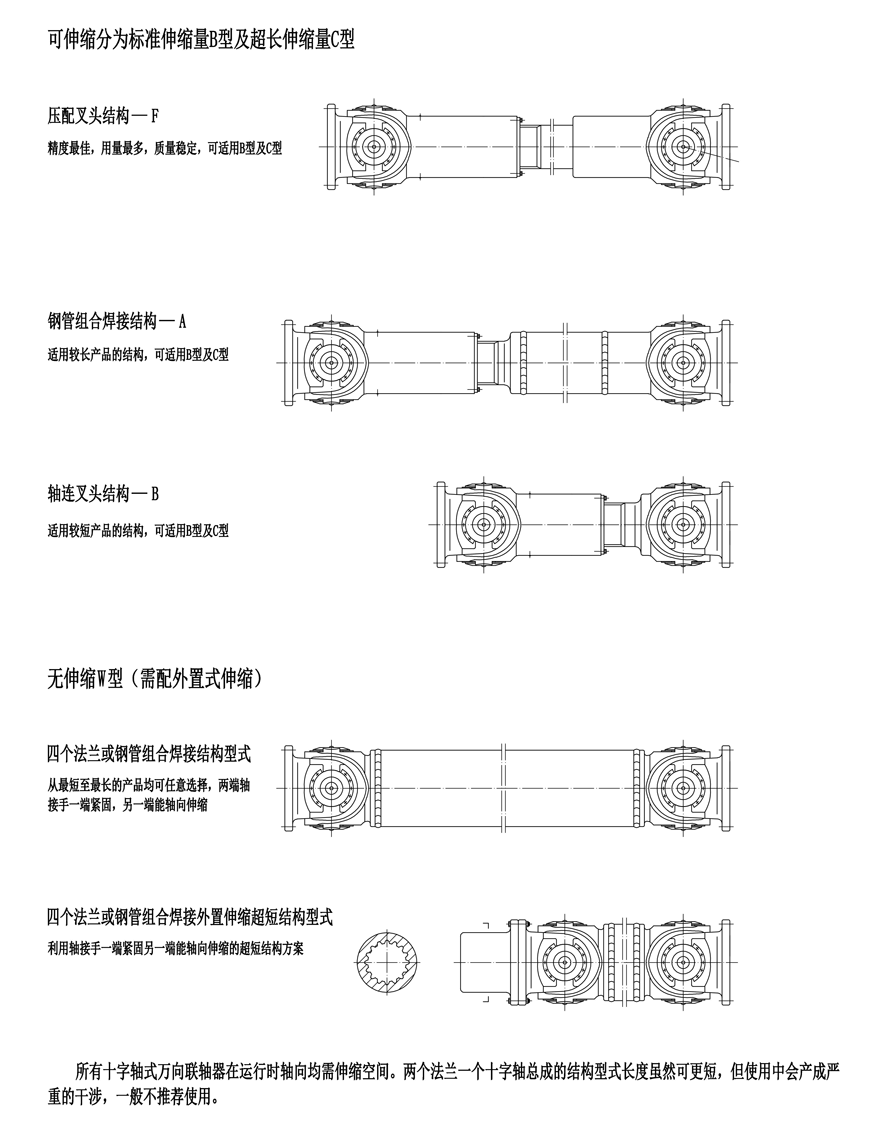 可伸缩分为标准伸缩量B型及超长伸缩量C型
压配叉头结构— F
精度最佳，用量最多，质量稳定，可适用B型及C型
钢管组合焊接结构— A
适用较长产品的结构，可适用B型及C型
轴连叉头结构— B
适用较短产品的结构，可适用B型及C型
无伸缩W型（需配外置式伸缩）
四个法兰或钢管组合焊接结构型式
从最短至最长的产品均可任意选择，两端轴
接手一端紧固，另一端能轴向伸缩
四个法兰或钢管组合焊接外置伸缩超短结构型式
利用轴接手一端紧固另一端能轴向伸缩的超短结构方案
所有十字轴式万向联轴器在运行时轴向均需伸缩空间。两个法兰一个十字轴总成的结构型式长度虽然可更短，但使用中会产成严
重的干涉，一般不推荐使用。